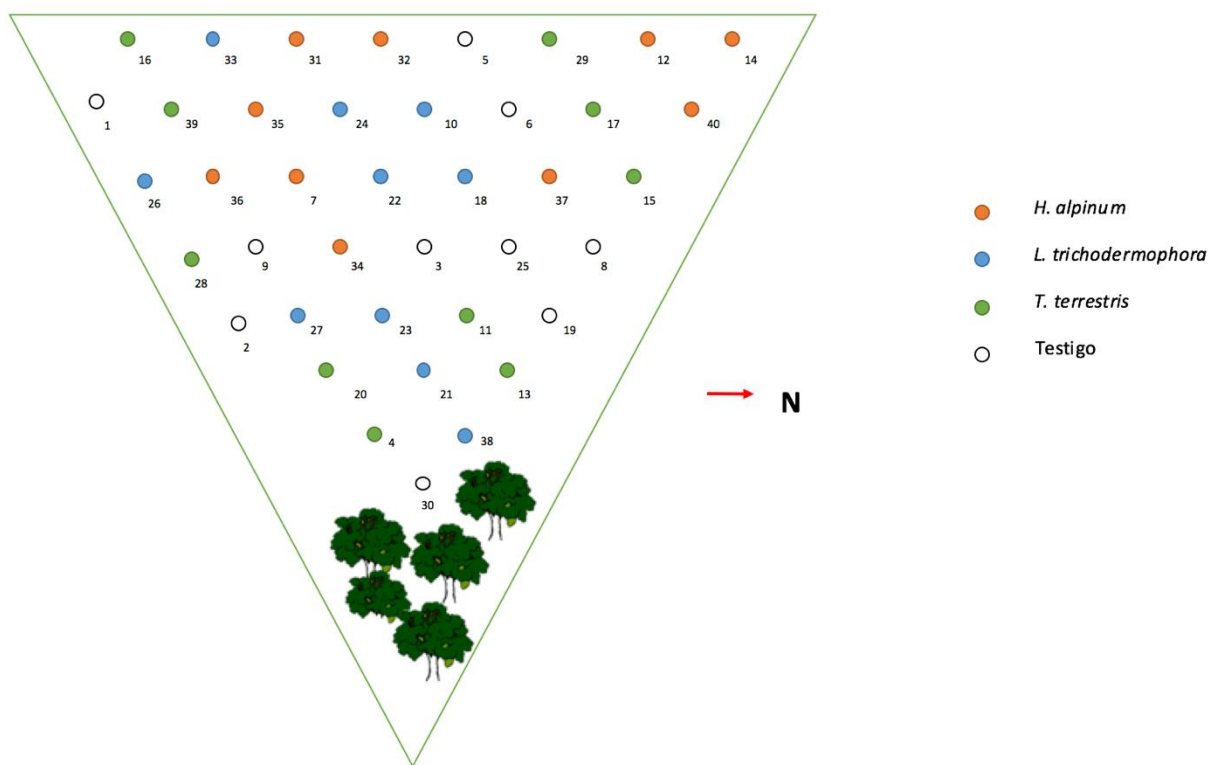 16 33 31 32 5 29 12 14
1 39 35 24 10 6 17 40
26 36 7 22 18 37 15
28 9 34 3 25 8
2 27 23 11 19
20 21 13
4 38
30
H. alpinum
L. trichodermophora
T. terrestris
Testigo
N